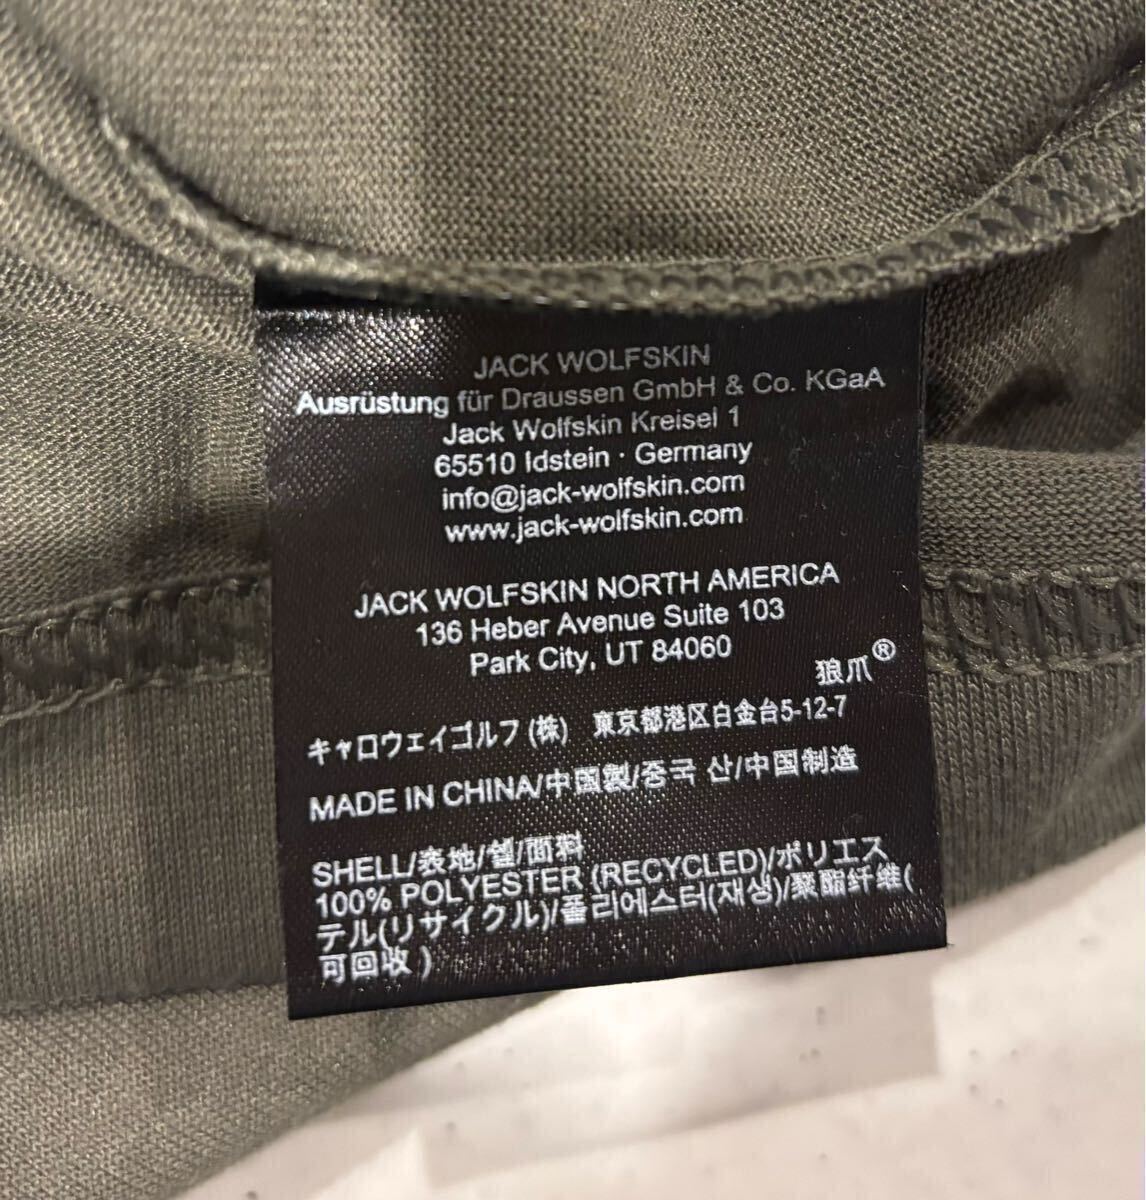 JACK WOLFSKIN
Ausrüstung für Draussen GmbH & Co. KGaA
Jack Wolfskin Kreisel 1
65510 Idstein · Germany
info@jack-wolfskin.com
www.jack-wolfskin.com
JACK WOLFSKIN NORTH AMERICA
136 Heber Avenue Suite 103
Park City, UT 84060
狼爪®
キャロウェイゴルフ(株) 東京都港区白金台5-12-7
MADE IN CHINA/中国製/중국 산/中国制造
SHELL/表地/쉘/面料
100% POLYESTER (RECYCLED)/ポリエス
テル(リサイクル)/폴리에스터(재생)/聚酯纤维(
可回收)